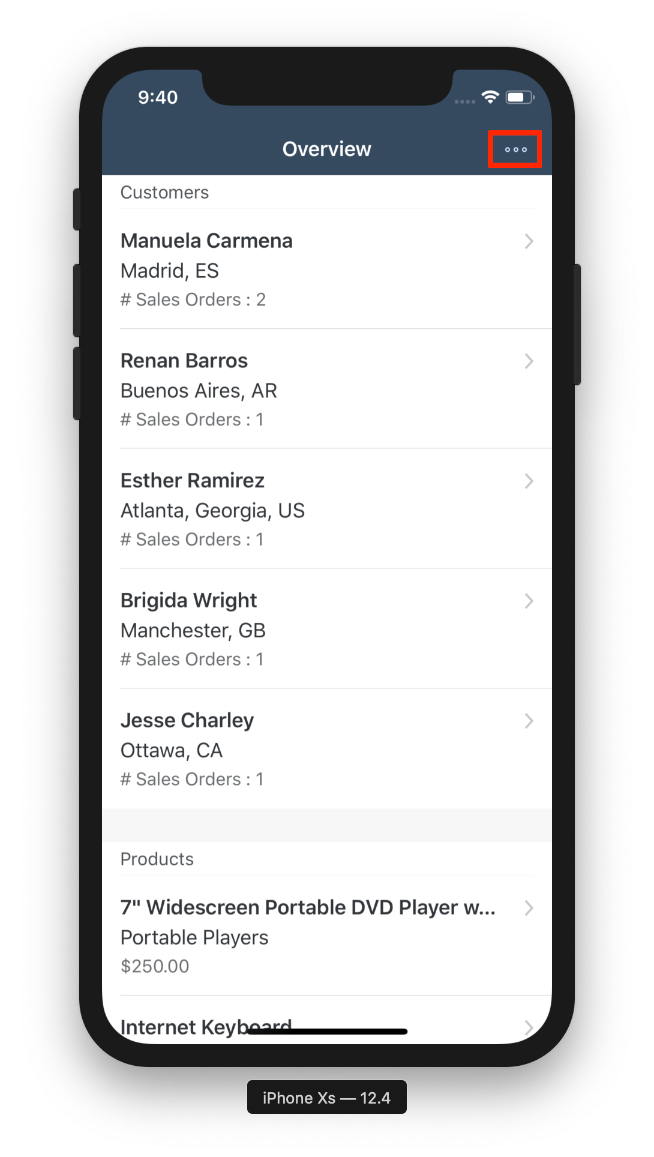 9:40
Overview
Customers
Manuela Carmena
Madrid, ES
# Sales Orders : 2
Renan Barros
Buenos Aires, AR
# Sales Orders : 1
Esther Ramirez
Atlanta, Georgia, US
# Sales Orders : 1
Brigida Wright
Manchester, GB
# Sales Orders : 1
Jesse Charley
Ottawa, CA
# Sales Orders : 1
Products
7" Widescreen Portable DVD Player w...
Portable Players
$250.00
Internet Keyboard
iPhone Xs — 12.4